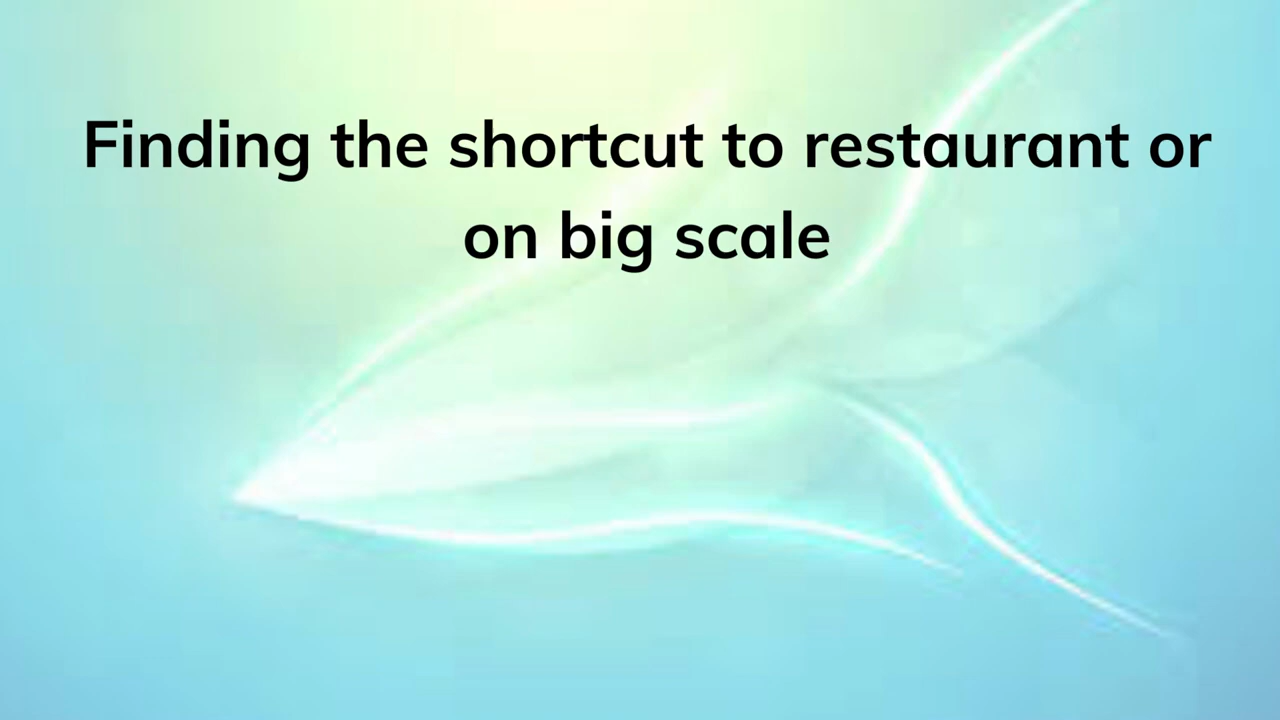 Finding the shortcut to restaurant or
on big scale